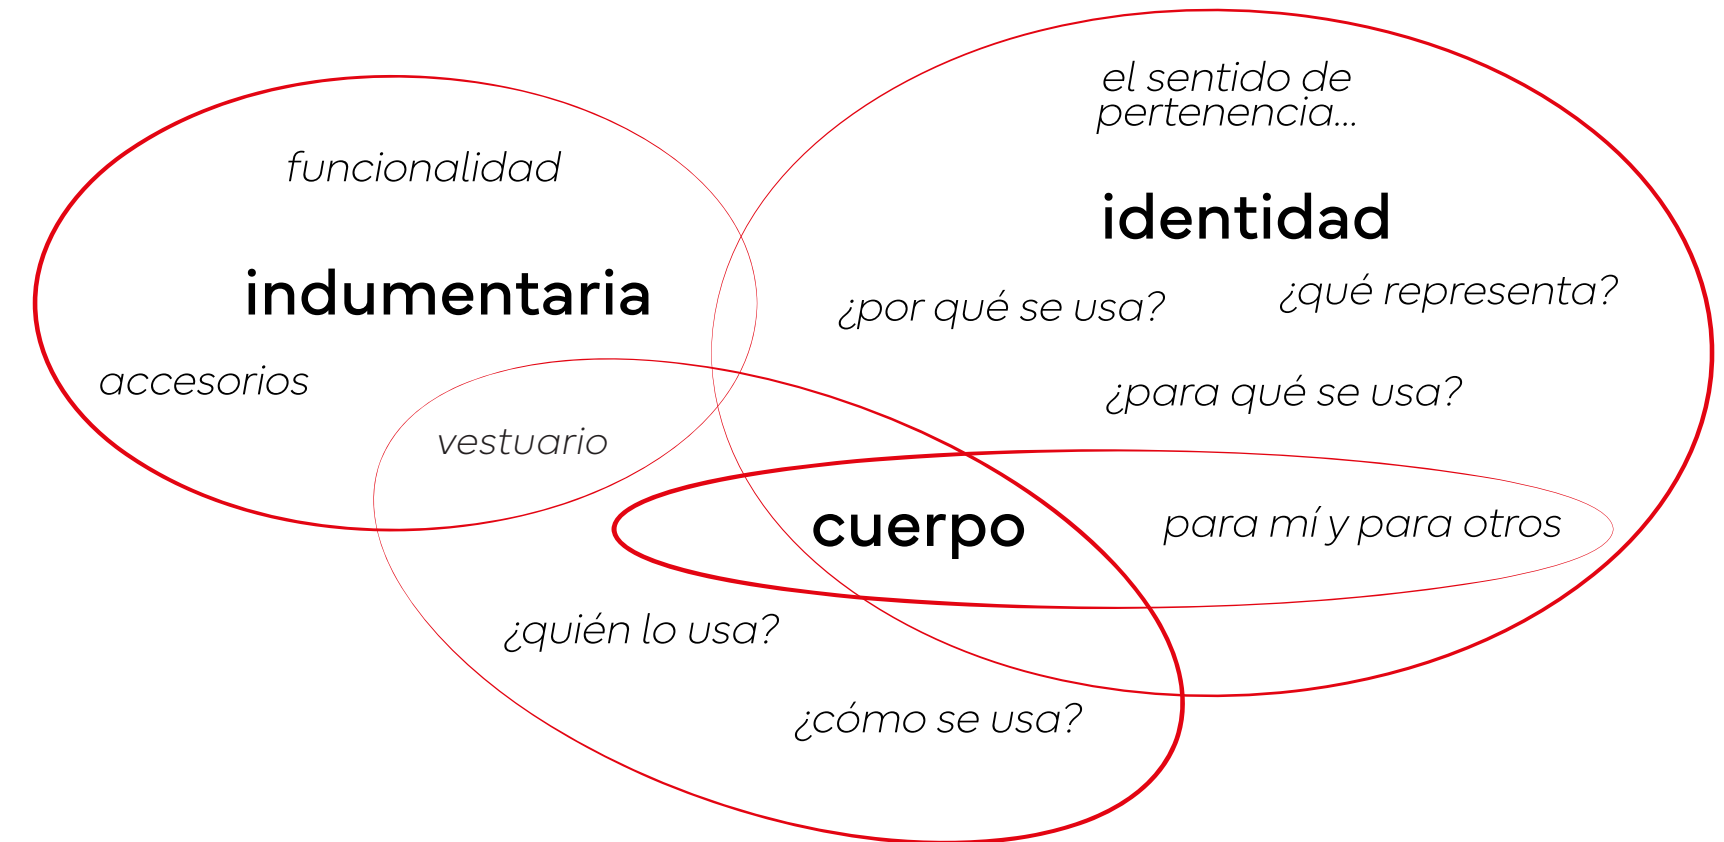 el sentido de
pertenencia...
funcionalidad
identidad
indumentaria
¿por qué se usa?
¿qué representa?
accesorios
¿para qué se usa?
vestuario
cuerpo
para mí y para otros
¿quién lo usa?
¿cómo se usa?